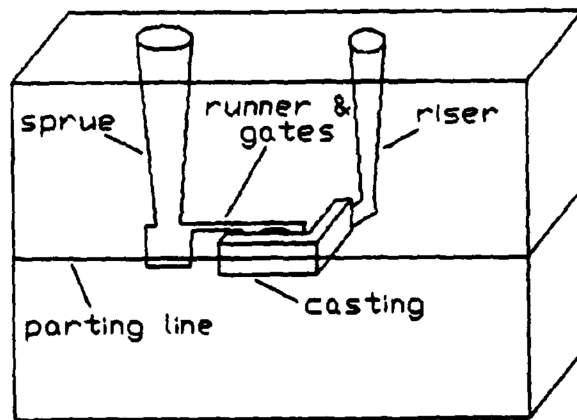 sprue
runner &
gates
riser
casting
parting line